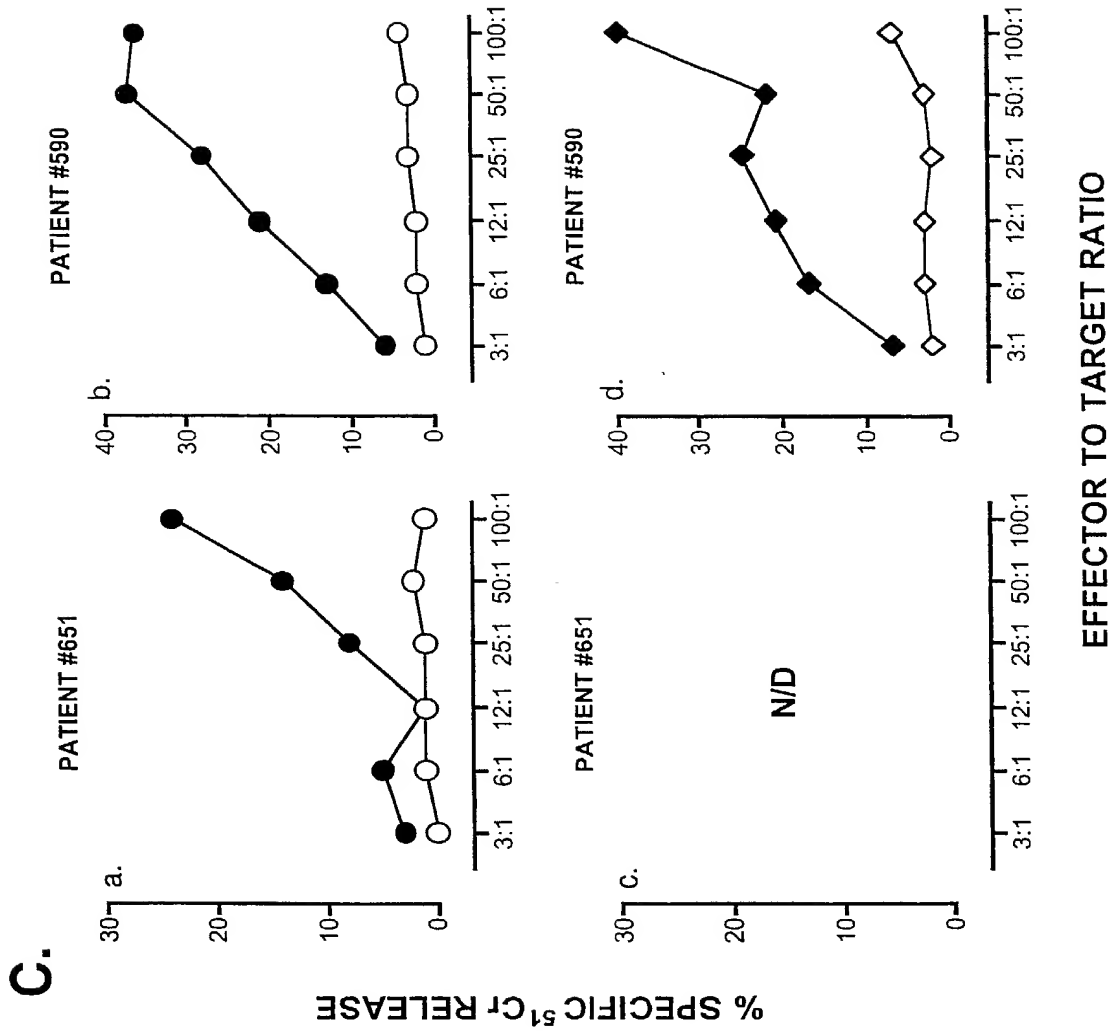 C.
% SPECIFIC ⁵¹Cr RELEASE
a.
PATIENT #651
30
20
10
0
3:1 6:1 12:1 25:1 50:1 100:1
b.
PATIENT #590
40
30
20
10
0
3:1 6:1 12:1 25:1 50:1 100:1
c.
PATIENT #651
30
20
10
0
N/D
3:1 6:1 12:1 25:1 50:1 100:1
d.
PATIENT #590
40
30
20
10
0
3:1 6:1 12:1 25:1 50:1 100:1
EFFECTOR TO TARGET RATIO